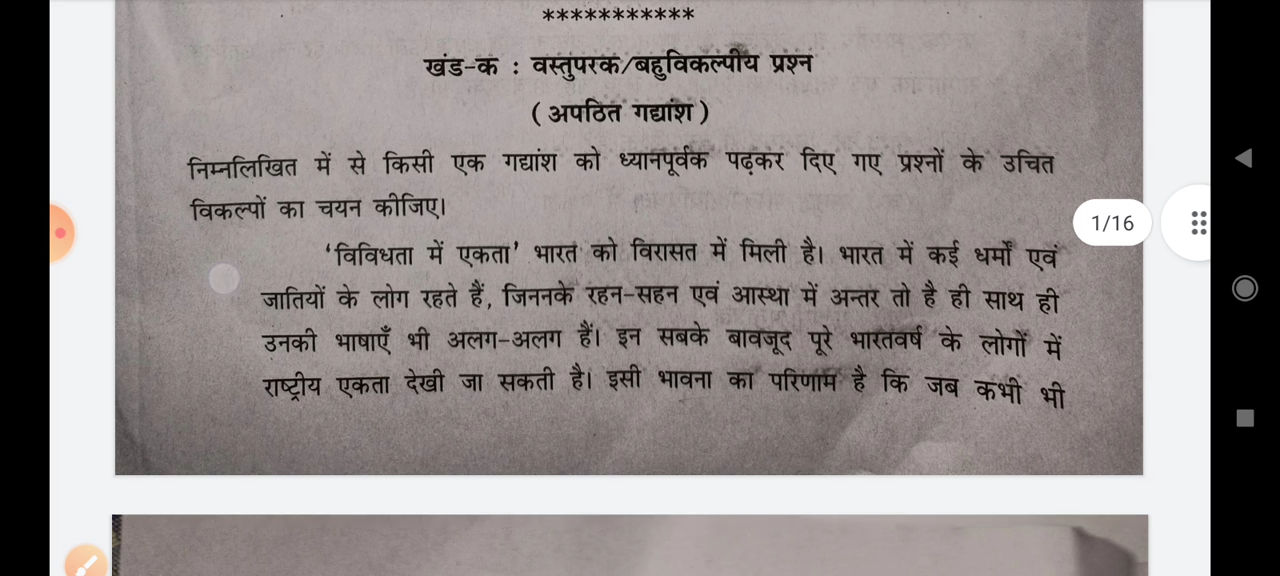 ***********
खंड-क : वस्तुपरक/बहुविकल्पीय प्रश्न
(अपठित गद्यांश)
निम्नलिखित में से किसी एक गद्यांश को ध्यानपूर्वक पढ़कर दिए गए प्रश्नों के उचित
विकल्पों का चयन कीजिए।
1/16
'विविधता में एकता' भारत को विरासत में मिली है। भारत में कई धर्मों एवं
जातियों के लोग रहते हैं, जिननके रहन-सहन एवं आस्था में अन्तर तो है ही साथ ही
उनकी भाषाएँ भी अलग-अलग हैं। इन सबके बावजूद पूरे भारतवर्ष के लोगों में
राष्ट्रीय एकता देखी जा सकती है। इसी भावना का परिणाम है कि जब कभी भी